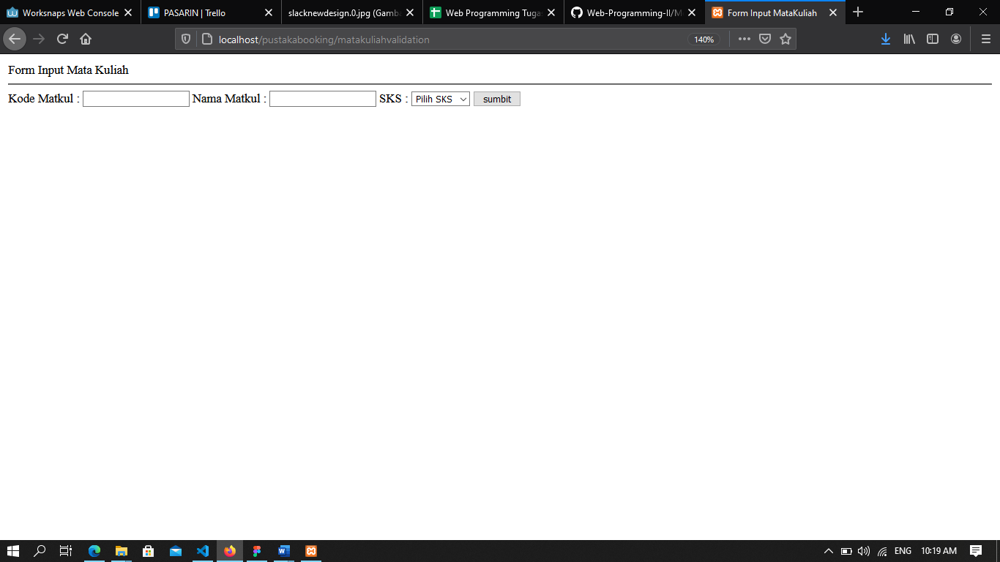 Worksnaps Web Console
PASARIN | Trello
slacknewdesign.0.jpg (Gamba
Web Programming Tuga
Web-Programming-II/M
Form Input MataKuliah
localhost/pustakabooking/matakuliahvalidation
140%
Form Input Mata Kuliah
Kode Matkul : Nama Matkul : SKS : Pilih SKS sumbit
ENG 10:19 AM